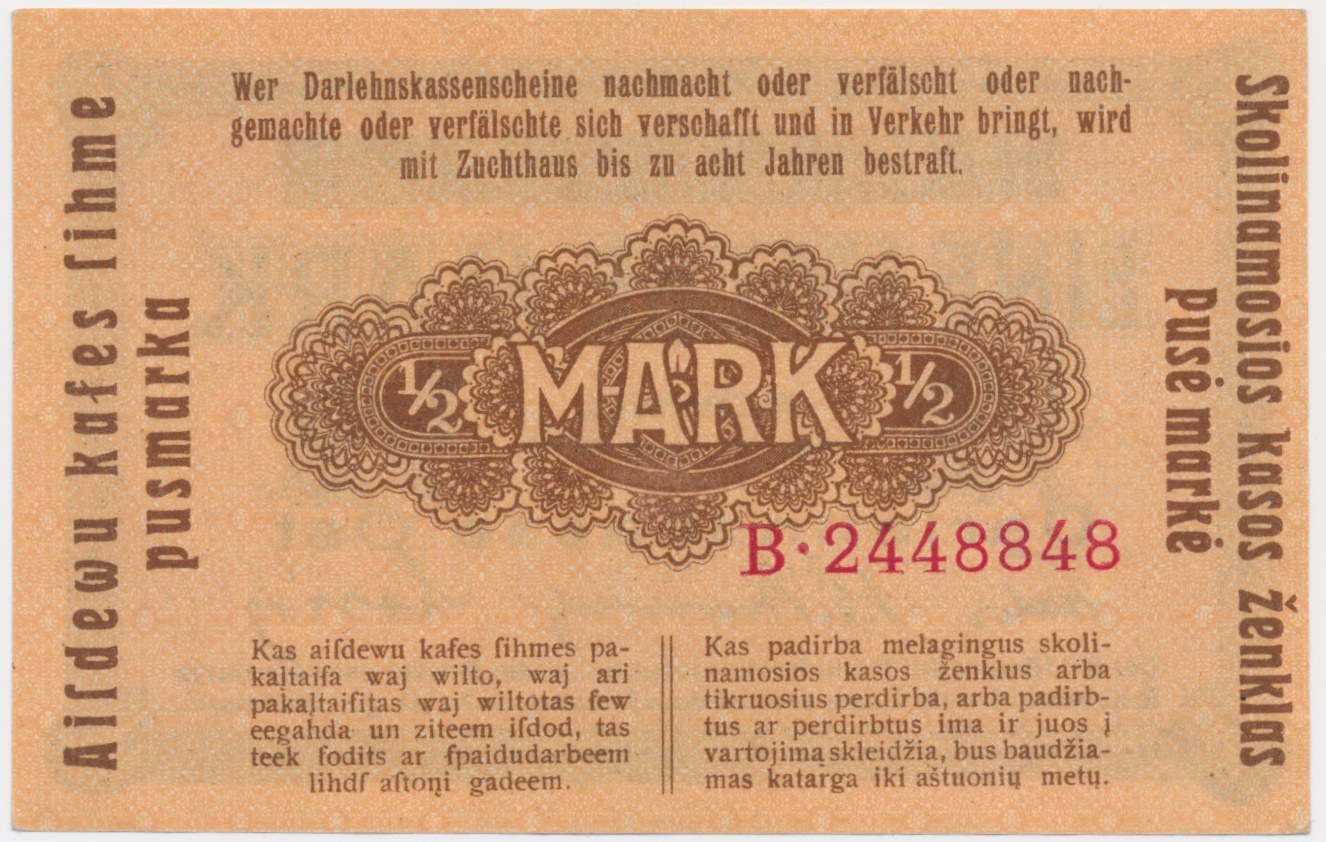 Wer Darlehnskassenscheine nachmacht oder verfälscht oder nach-
gemachte oder verfälschte sich verschafft und in Verkehr bringt, wird
mit Zuchthaus bis zu acht Jahren bestraft.
Aiſdewu kaſes ſihme
pusmarka
½ MARK ½
Skolinamosios kasos ženklas
pusė markė
B·2448848
Kas aiſdewu kaſes ſihmes pa-
kaltaiſa waj wilto, waj ari
pakaltaiſitas waj wiltotas ſew
eegahda un ziteem iſdod, tas
teek ſodits ar ſpaidudarbeem
lihdſ aſtoņi gadeem.
Kas padirba melagingus skoli-
namosios kasos ženklus arba
tikruosius perdirba, arba padirb-
tus ar perdirbtus ima ir juos į
vartojimą skleidžia, bus baudžia-
mas katarga iki aštuonių metų.